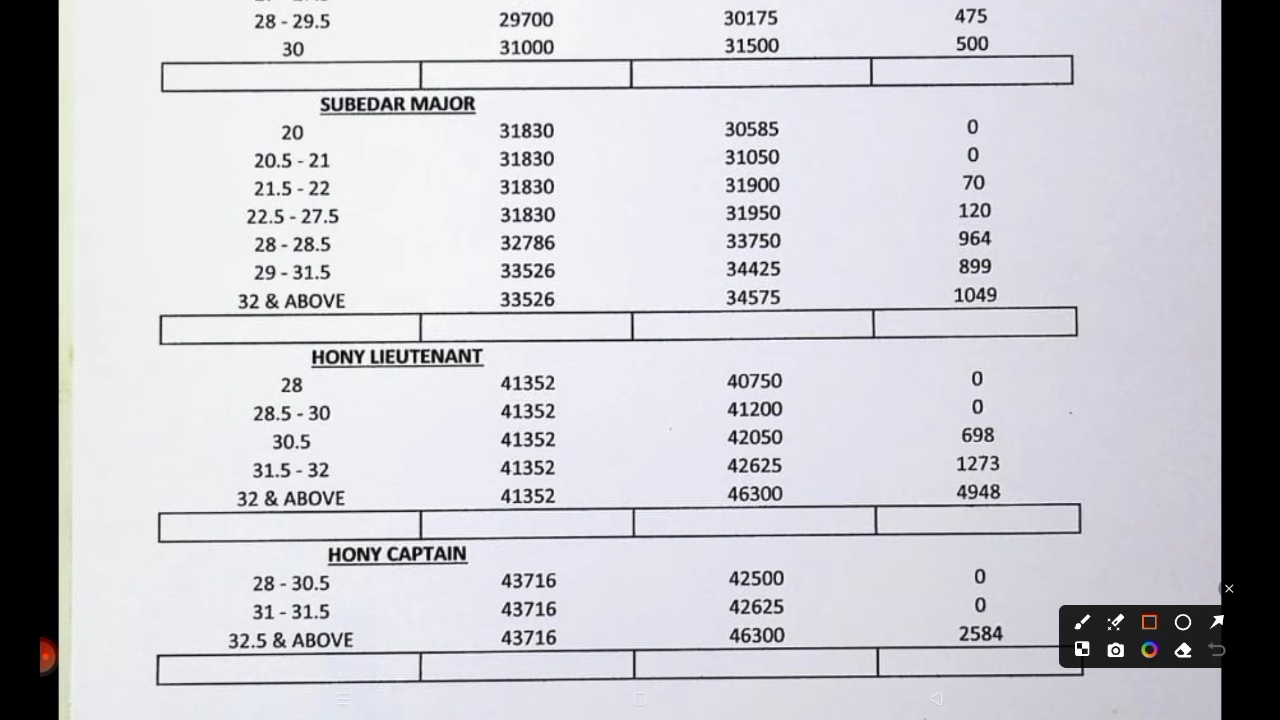 28 - 29.5 29700 30175 475
30 31000 31500 500
SUBEDAR MAJOR
20 31830 30585 0
20.5 - 21 31830 31050 0
21.5 - 22 31830 31900 70
22.5 - 27.5 31830 31950 120
28 - 28.5 32786 33750 964
29 - 31.5 33526 34425 899
32 & ABOVE 33526 34575 1049
HONY LIEUTENANT
28 41352 40750 0
28.5 - 30 41352 41200 0
30.5 41352 42050 698
31.5 - 32 41352 42625 1273
32 & ABOVE 41352 46300 4948
HONY CAPTAIN
28 - 30.5 43716 42500 0
31 - 31.5 43716 42625 0
32.5 & ABOVE 43716 46300 2584